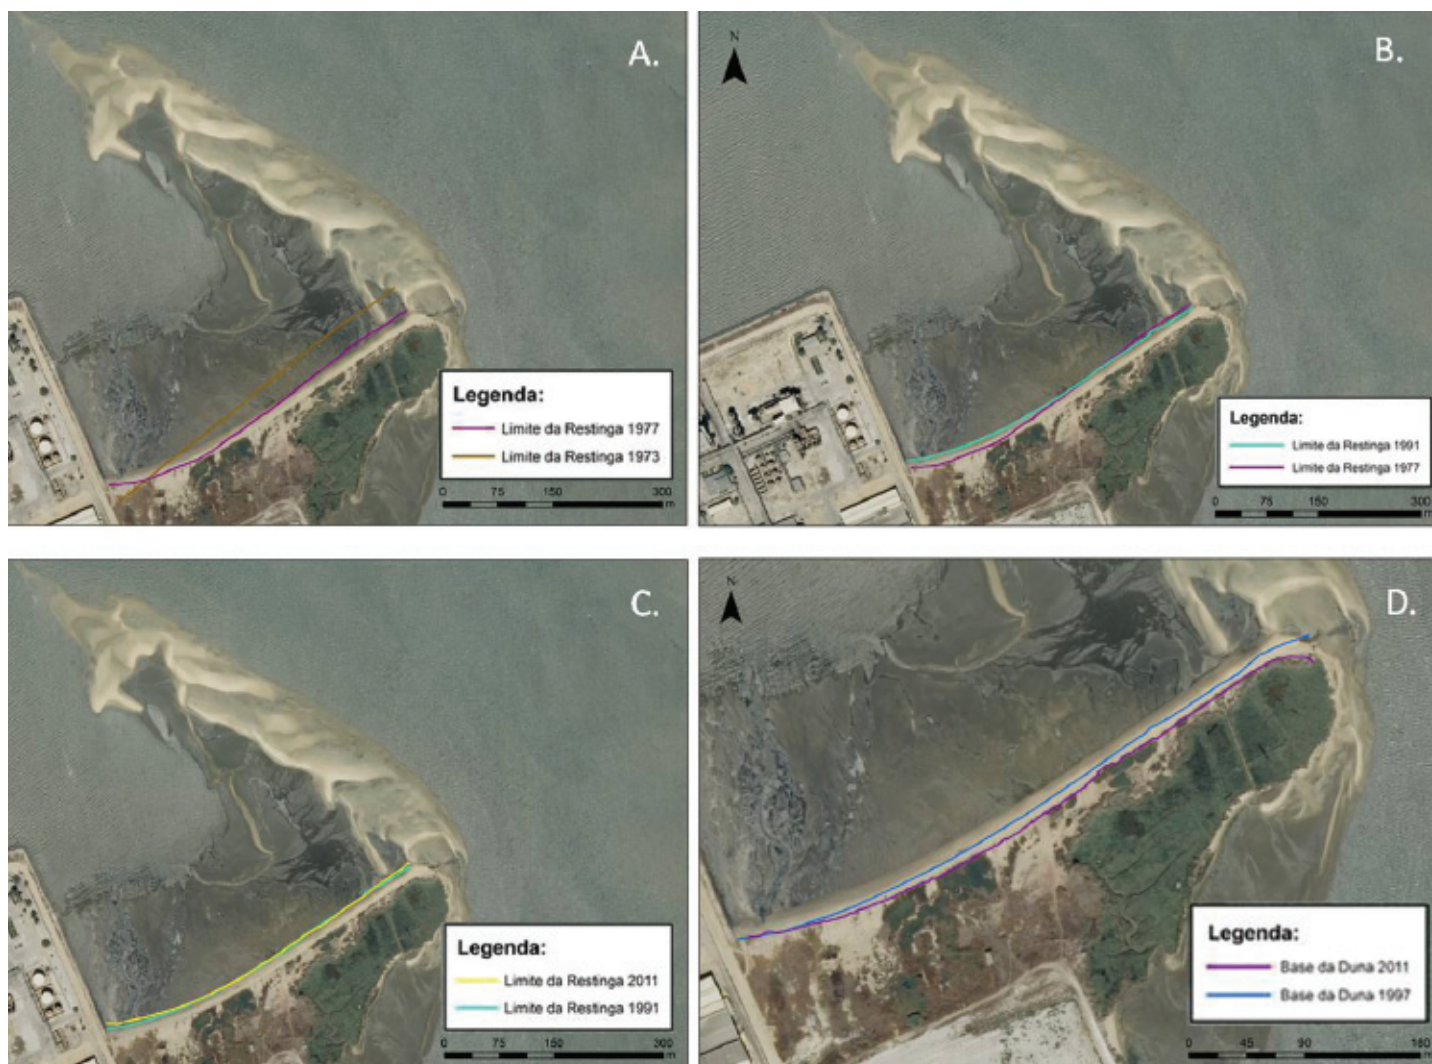 A.
Legenda:
Limite da Restinga 1977
Limite da Restinga 1973
0 75 150 300
m
N
B.
Legenda:
Limite da Restinga 1991
Limite da Restinga 1977
0 75 150 300
m
C.
Legenda:
Limite da Restinga 2011
Limite da Restinga 1991
0 75 150 300
m
N
D.
Legenda:
Base da Duna 2011
Base da Duna 1997
0 45 90 180
m